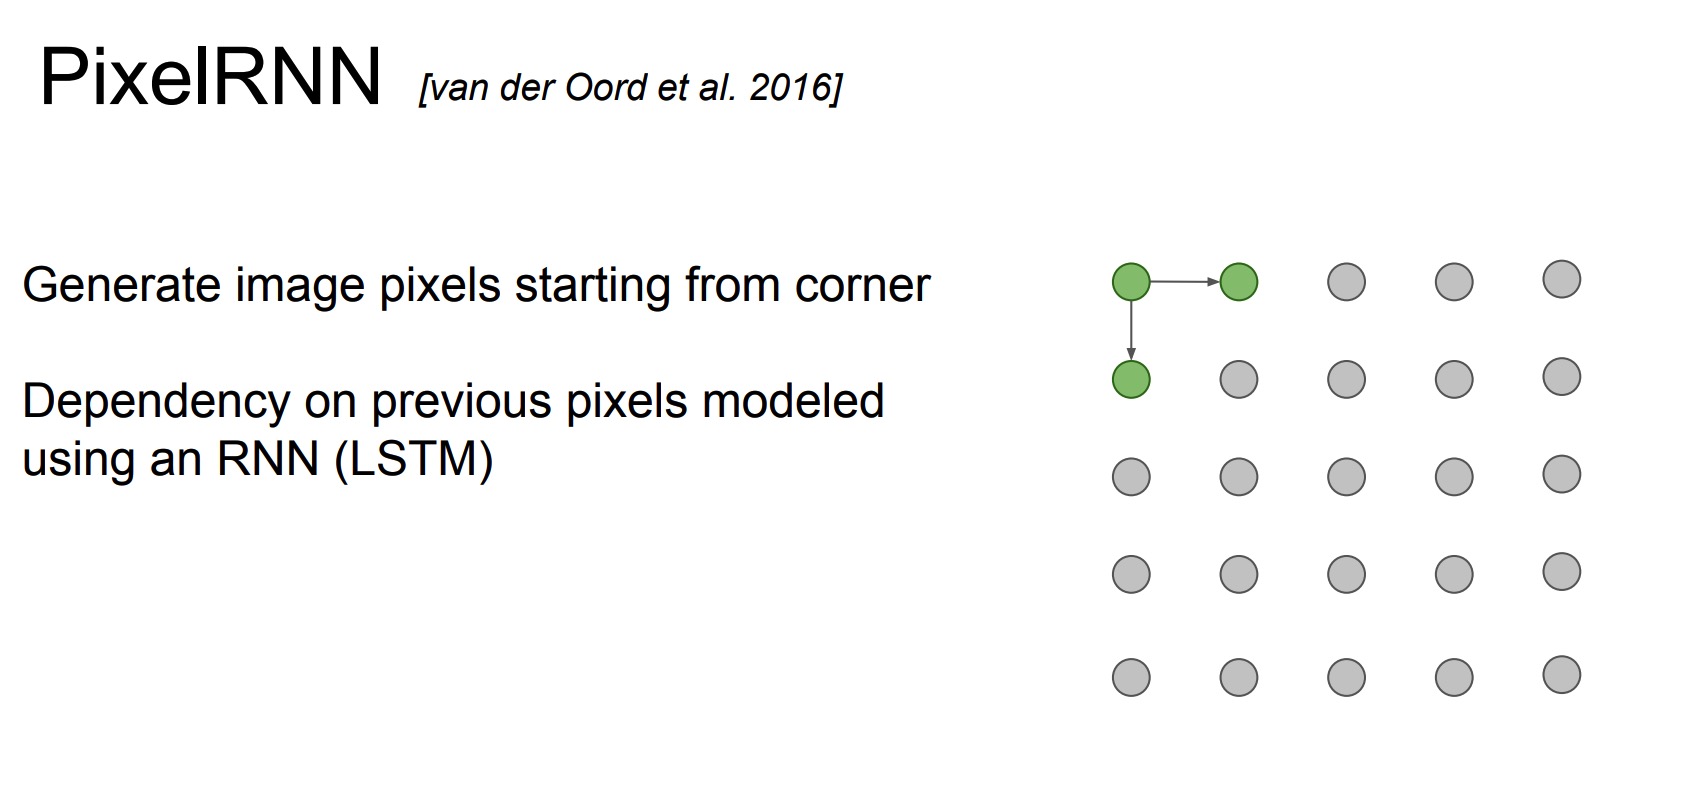 PixelRNN [van der Oord et al. 2016]
Generate image pixels starting from corner
Dependency on previous pixels modeled
using an RNN (LSTM)